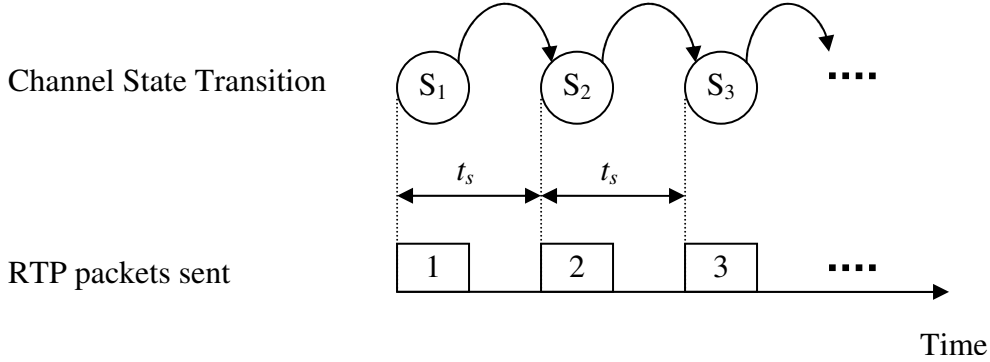 Channel State Transition S₁ S₂ S₃ ....
tₛ tₛ
RTP packets sent 1 2 3 ....
Time